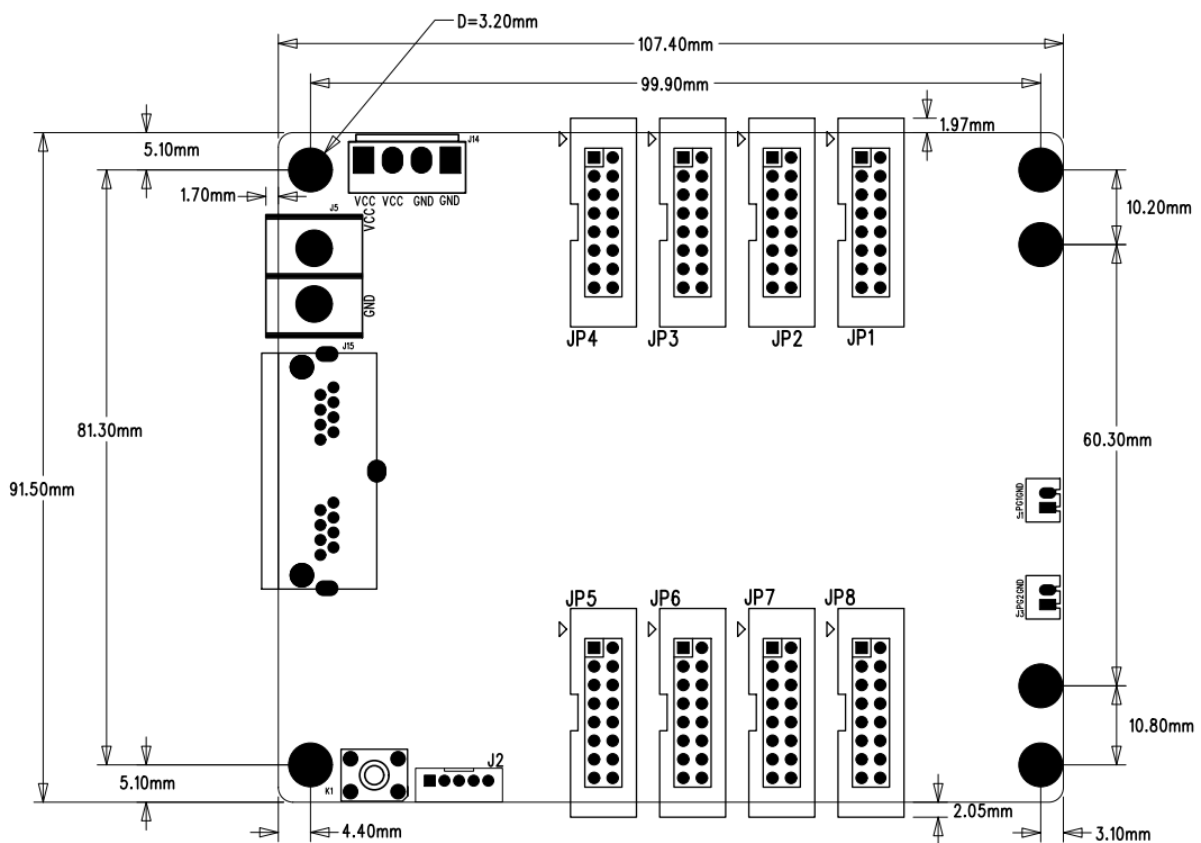 D=3.20mm
107.40mm
99.90mm
1.97mm
5.10mm
J14
1.70mm
VCC VCC GND GND
J5
VCC
10.20mm
GND
JP4 JP3 JP2 JP1
J15
81.30mm
60.30mm
91.50mm
PG1GND
PG2GND
JP5 JP6 JP7 JP8
10.80mm
J2
5.10mm
K1
2.05mm
4.40mm
3.10mm